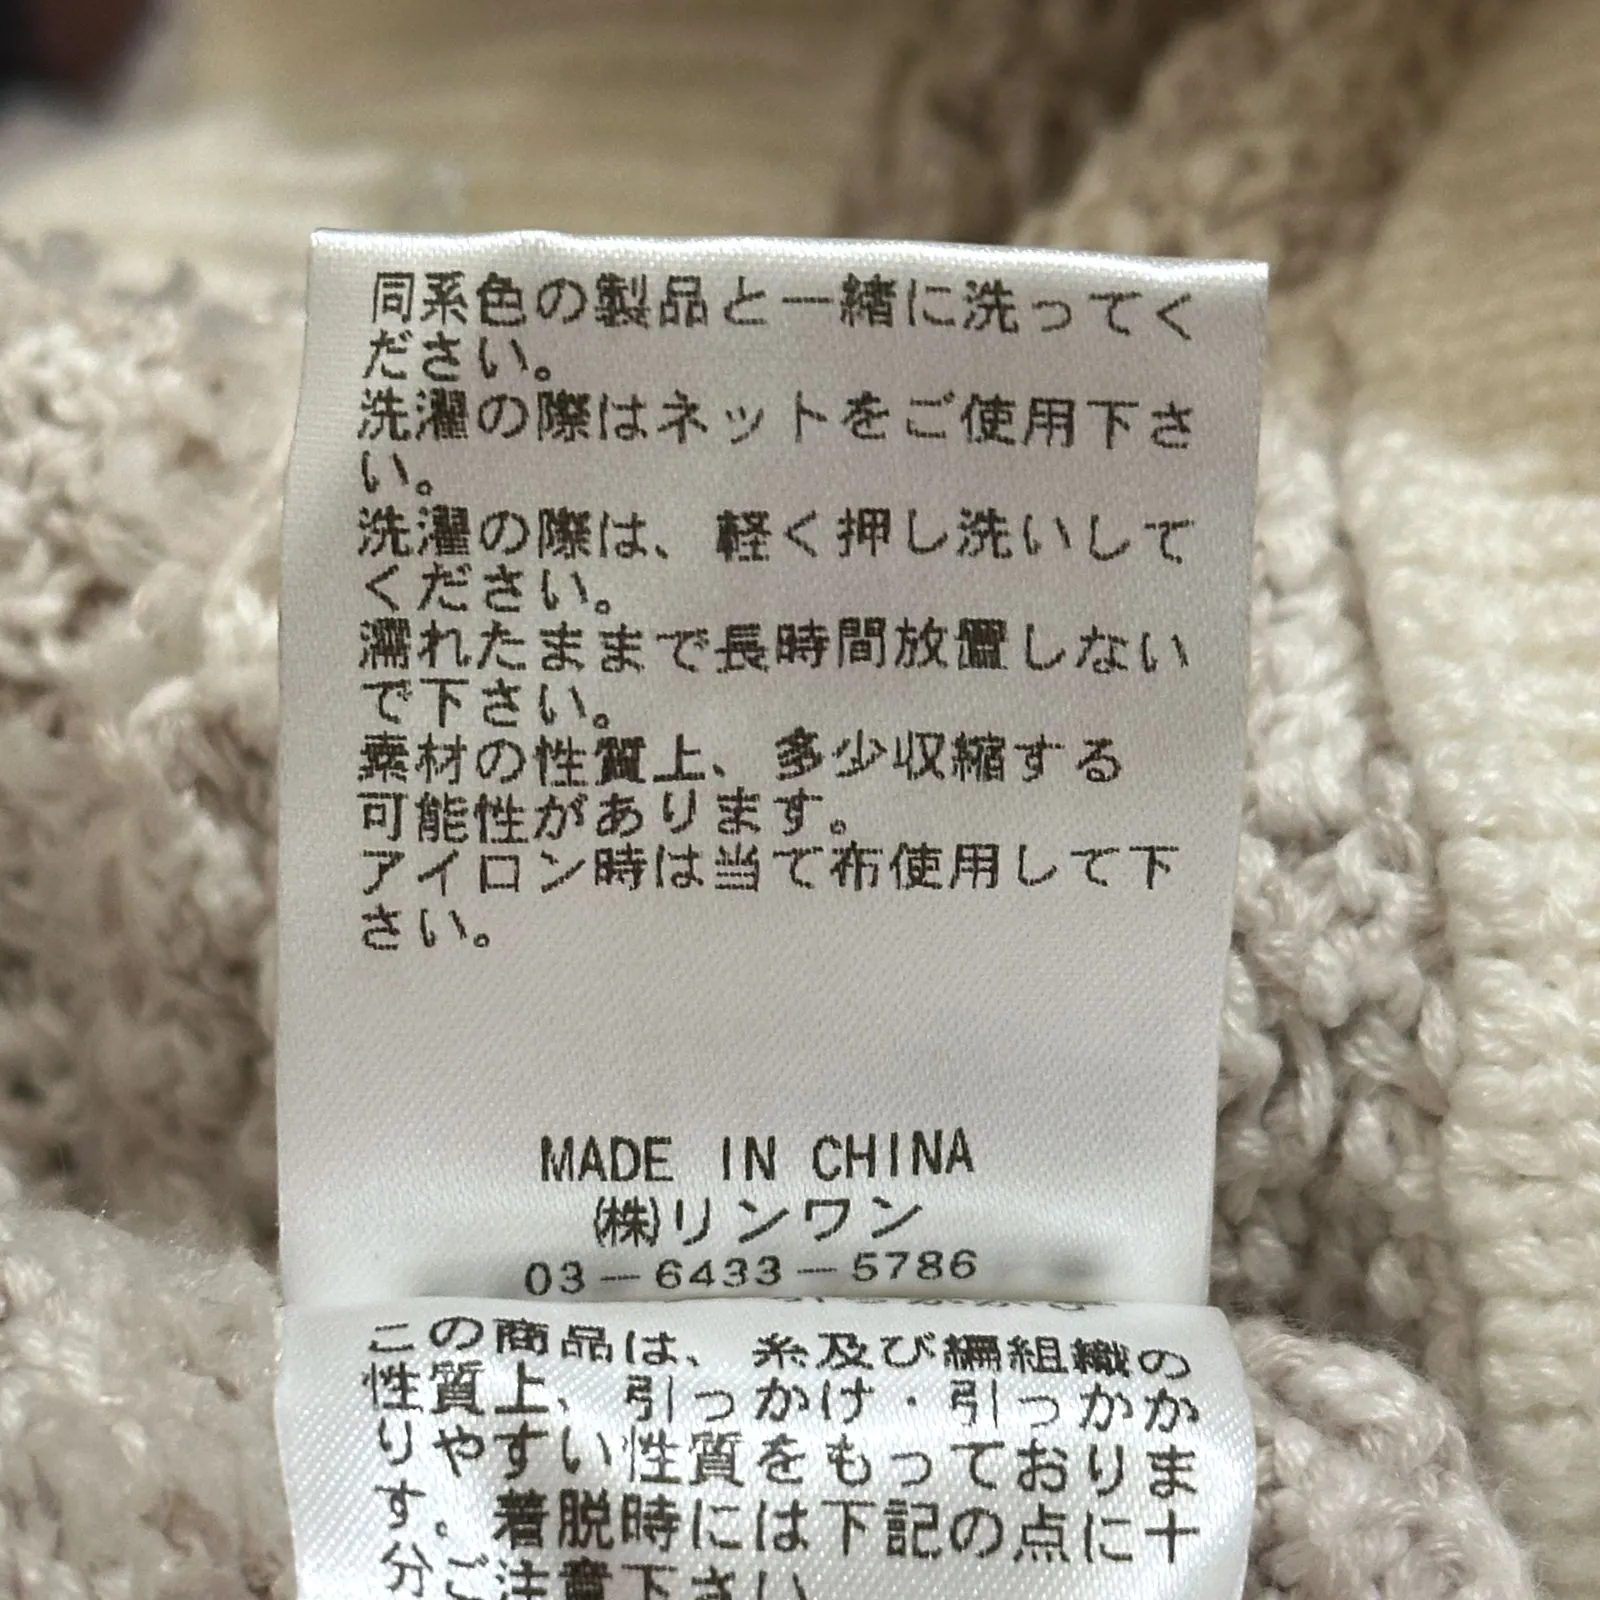 同系色の製品と一緒に洗ってく
ださい。
洗濯の際はネットをご使用下さ
い。
洗濯の際は、軽く押し洗いして
ください。
濡れたままで長時間放置しない
で下さい。
素材の性質上、多少収縮する
可能性があります。
アイロン時は当て布使用して下
さい。
MADE IN CHINA
㈱リンワン
03-6433-5786
この商品は、糸及び編組織の
性質上、引っかけ・引っかか
りやすい性質をもっておりま
す。着脱時には下記の点に十
分ご注意下さい